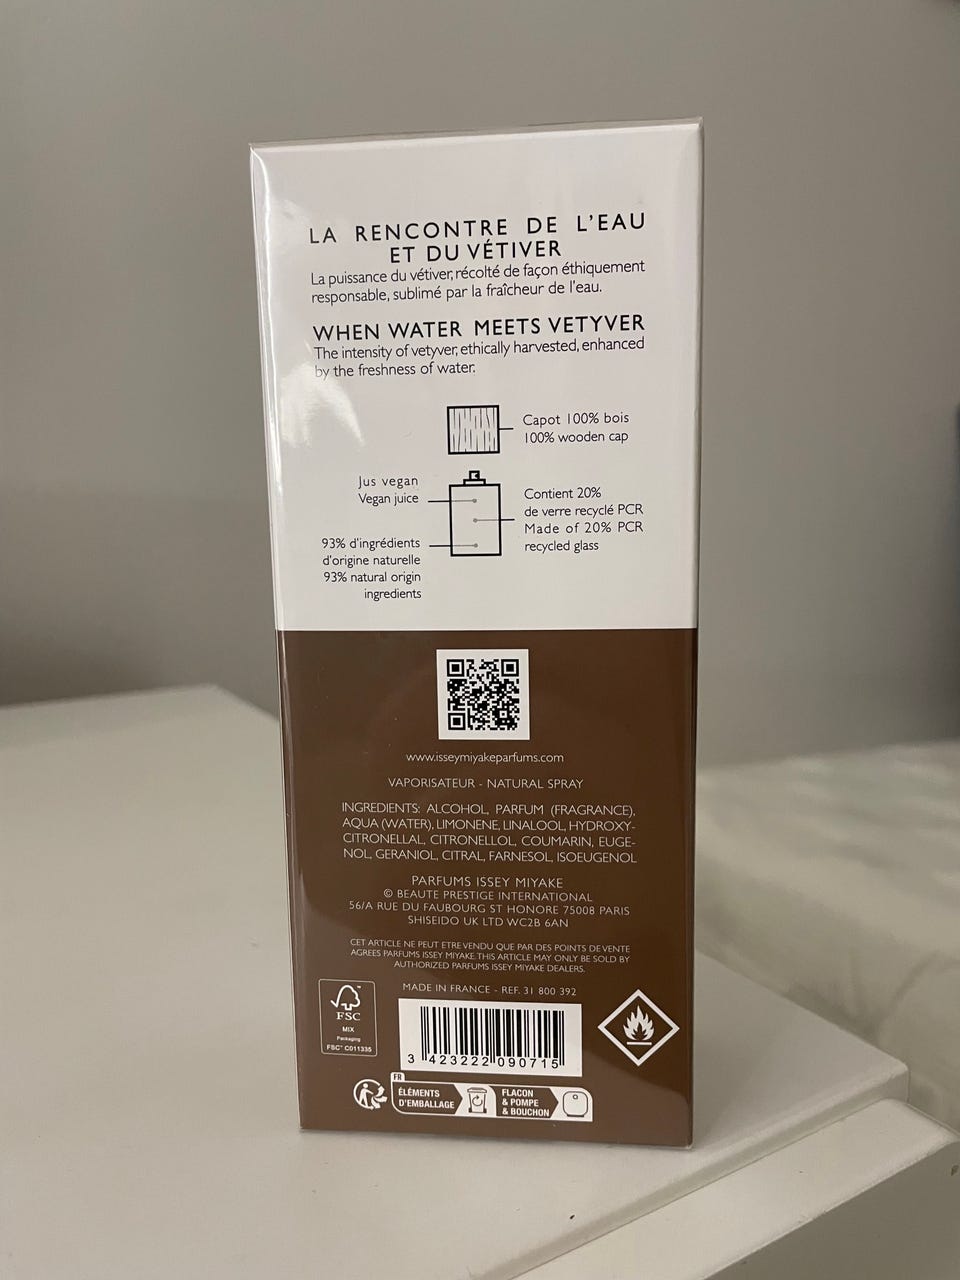 LA RENCONTRE DE L'EAU
ET DU VÉTIVER
La puissance du vétiver, récolté de façon éthiquement
responsable, sublimé par la fraîcheur de l'eau.
WHEN WATER MEETS VETYVER
The intensity of vetyver, ethically harvested, enhanced
by the freshness of water.
Capot 100% bois
100% wooden cap
Jus vegan
Vegan juice
Contient 20%
de verre recyclé PCR
Made of 20% PCR
recycled glass
93% d'ingrédients
d'origine naturelle
93% natural origin
ingredients
www.isseymiyakeparfums.com
VAPORISATEUR - NATURAL SPRAY
INGREDIENTS: ALCOHOL, PARFUM (FRAGRANCE),
AQUA (WATER), LIMONENE, LINALOOL, HYDROXY-
CITRONELLAL, CITRONELLOL, COUMARIN, EUGE-
NOL, GERANIOL, CITRAL, FARNESOL, ISOEUGENOL
PARFUMS ISSEY MIYAKE
© BEAUTE PRESTIGE INTERNATIONAL
56/A RUE DU FAUBOURG ST HONORE 75008 PARIS
SHISEIDO UK LTD WC2B 6AN
CET ARTICLE NE PEUT ETRE VENDU QUE PAR DES POINTS DE VENTE
AGREES PARFUMS ISSEY MIYAKE. THIS ARTICLE MAY ONLY BE SOLD BY
AUTHORIZED PARFUMS ISSEY MIYAKE DEALERS.
MADE IN FRANCE - REF. 31 800 392
FSC
MIX
Packaging
FSC® C011335
3 423222 090715
FR
ÉLÉMENTS
D'EMBALLAGE
FLACON
& POMPE
& BOUCHON